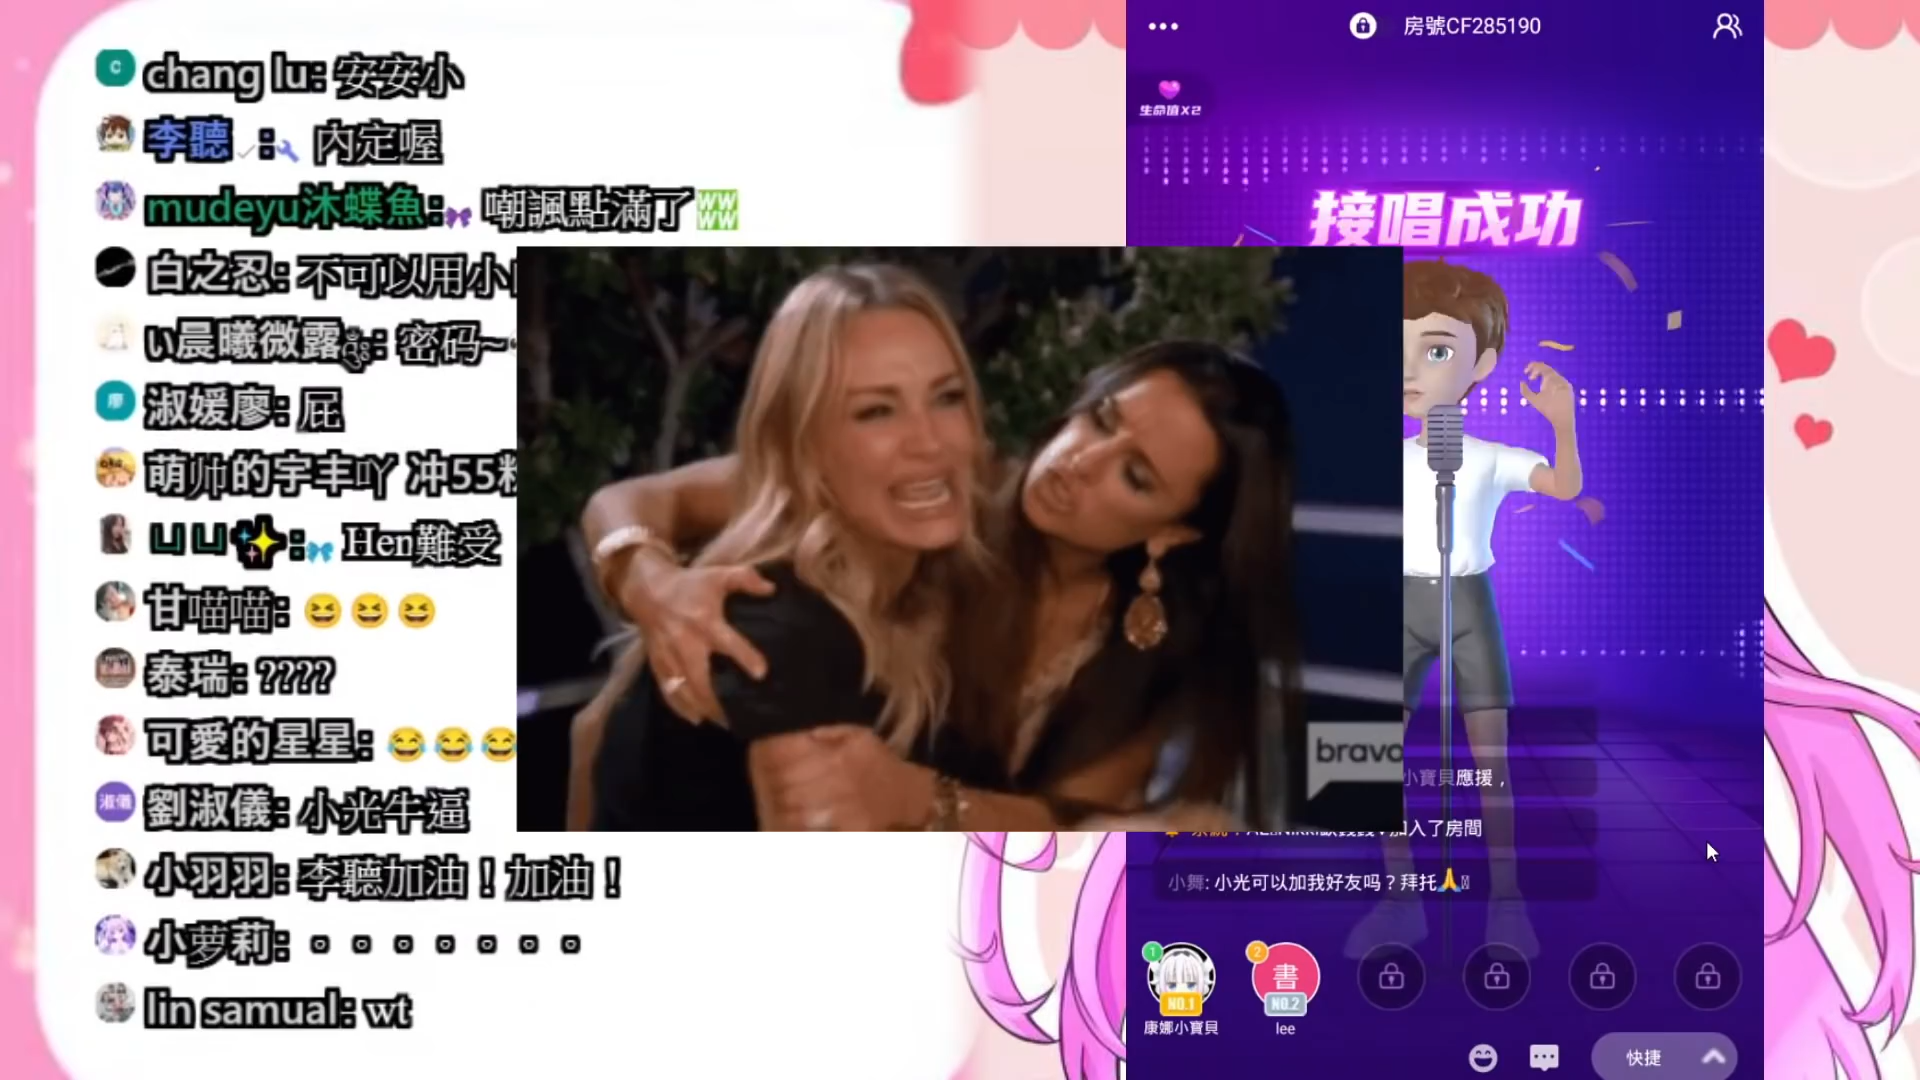 chang lu: 安安小
李聽: 內定喔
mudeyu沐蝶魚: 嘲諷點滿了
白之忍: 不可以用小
晨曦微露: 密码~
淑媛廖: 屁
萌帅的宇丰吖 冲55
ㄐㄐ✨: Hen難受
甘喵喵: 😆😆😆
泰瑞: ????
可愛的星星: 😂😂😂
劉淑儀: 小光牛逼
小羽羽: 李聽加油！加油！
小萝莉: 。。。。。。。
lin samual: wt
房號CF285190
生命值X2
接唱成功
bravo
小寶貝應援，
加入了房間
小舞: 小光可以加我好友吗？拜托🙏
1
2
書
NO.1
NO.2
康娜小寶貝
lee
快捷